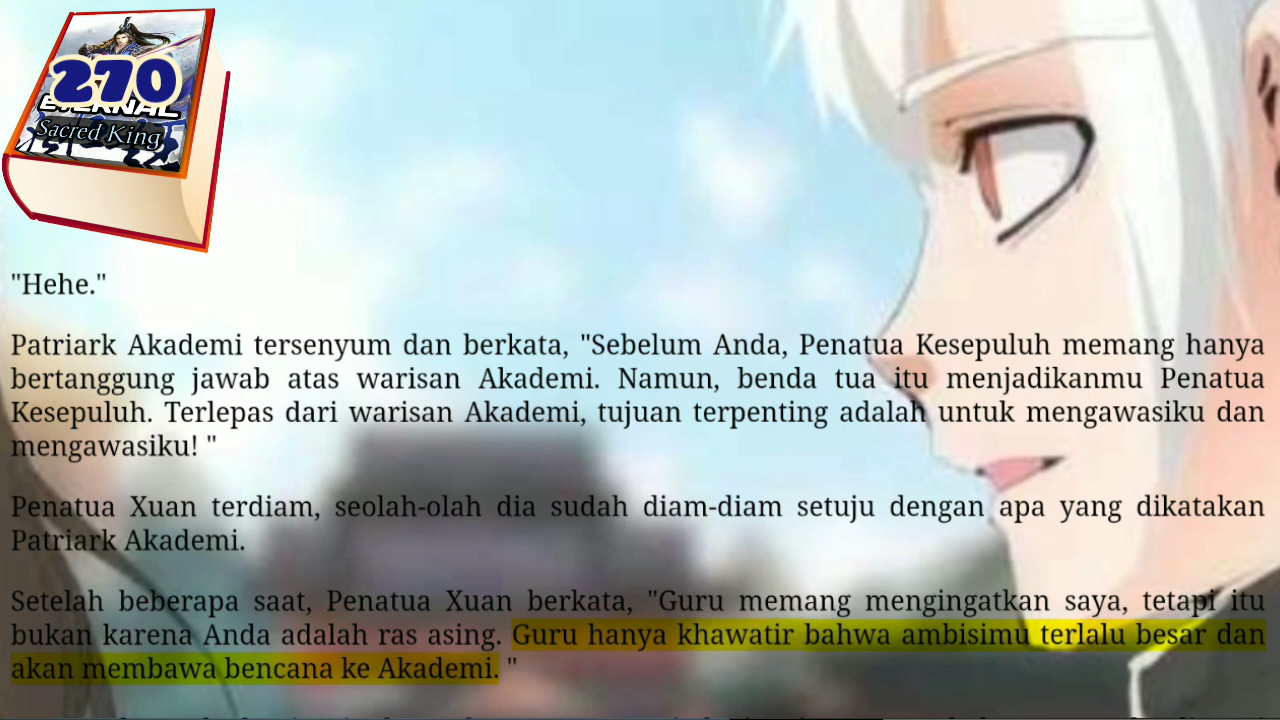 270
ETERNAL
Sacred King
"Hehe."
Patriark Akademi tersenyum dan berkata, "Sebelum Anda, Penatua Kesepuluh memang hanya
bertanggung jawab atas warisan Akademi. Namun, benda tua itu menjadikanmu Penatua
Kesepuluh. Terlepas dari warisan Akademi, tujuan terpenting adalah untuk mengawasiku dan
mengawasiku! "
Penatua Xuan terdiam, seolah-olah dia sudah diam-diam setuju dengan apa yang dikatakan
Patriark Akademi.
Setelah beberapa saat, Penatua Xuan berkata, "Guru memang mengingatkan saya, tetapi itu
bukan karena Anda adalah ras asing. Guru hanya khawatir bahwa ambisimu terlalu besar dan
akan membawa bencana ke Akademi. "